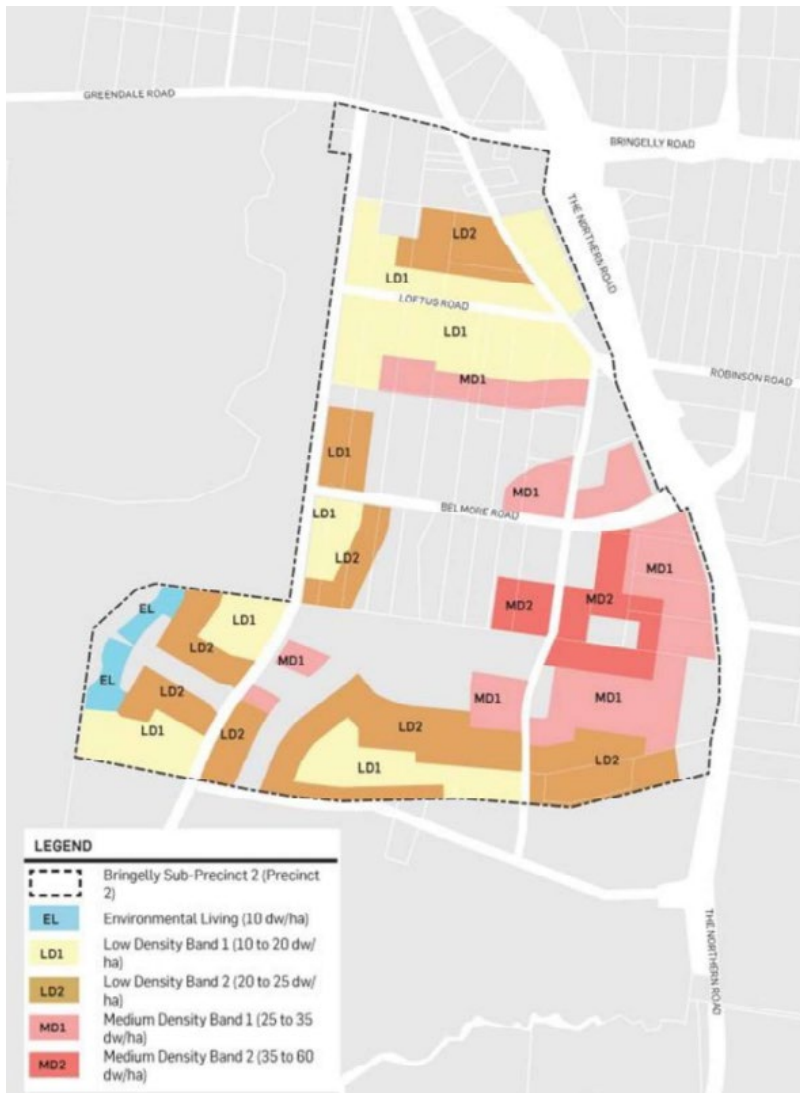 GREENDALE ROAD
BRINGELLY ROAD
THE NORTHERN ROAD
LD2
LD1
LOFTUS ROAD
LD1
ROBINSON ROAD
MD1
LD1
MD1
BELMORE ROAD
LD1
LD2
MD1
MD2
MD2
EL
LD1
LD2
MD1
EL
LD2
MD1
MD1
LD1
LD2
LD2
LD1
LD2
THE NORTHERN ROAD
LEGEND
Bringelly Sub-Precinct 2 (Precinct
2)
EL Environmental Living (10 dw/ha)
LD1 Low Density Band 1 (10 to 20 dw/
ha)
LD2 Low Density Band 2 (20 to 25 dw/
ha)
MD1 Medium Density Band 1 (25 to 35
dw/ha)
MD2 Medium Density Band 2 (35 to 60
dw/ha)